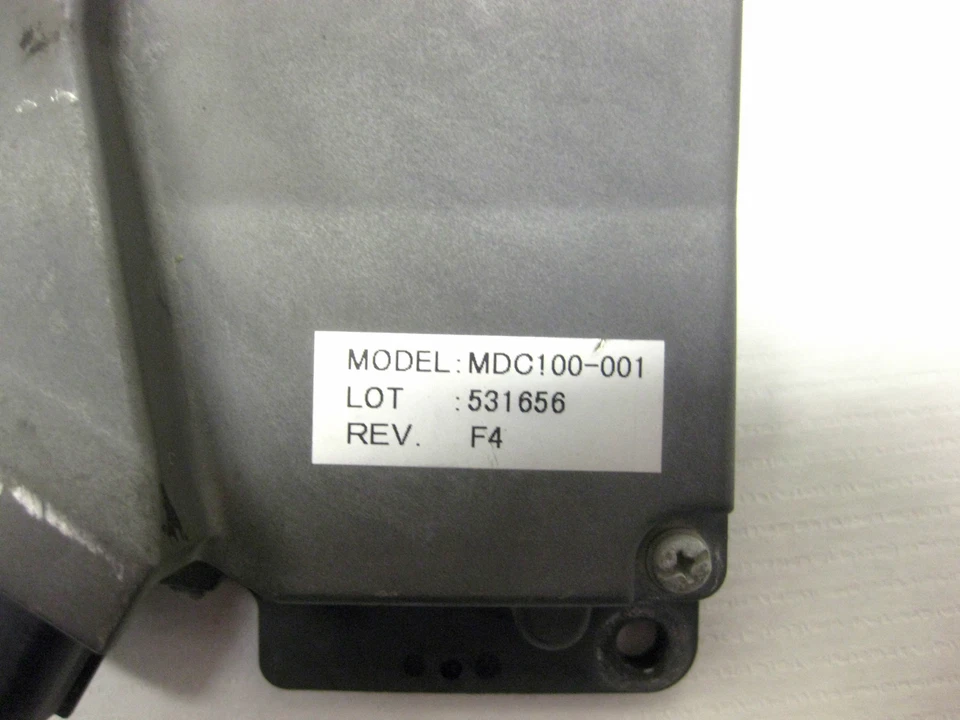 MODEL:MDC100-001
LOT :531656
REV. F4